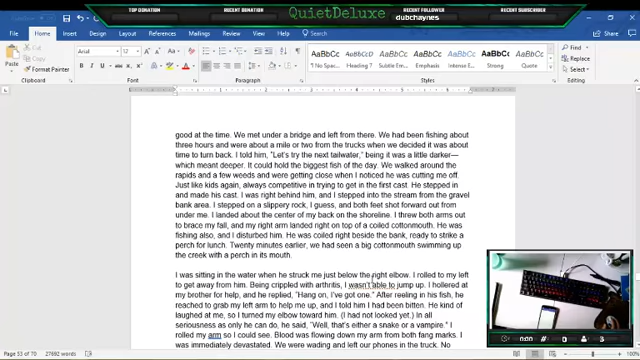 TOP DONATION
RECENT DONATION
QuietDeluxe
RECENT FOLLOWER
dubchaynes
RECENT SUBSCRIBER
File Home Insert Draw Design Layout References Mailings Review View Help
Share
Cut
Copy
Paste
Format Painter
Clipboard
Arial 12
Font
Paragraph
AaBbCc AaBbCcD AaBbCc AaBbCcD AaBbCc AaBbCcD
¶ No Spac... Heading 7 Emphasis Intense E... Strong
Styles
Find
Replace
Select
Editing
good at the time. We met under a bridge and left from there. We had been fishing about
three hours and were about a mile or two from the trucks when we decided it was about
time to turn back. I told him, "Let's try the next tailwater," being it was a little darker—
which meant deeper. It could hold the biggest fish of the day. We walked around the
rapids and a few weeds and were getting close when I noticed he was cutting me off.
Just like kids again, always competitive in trying to get in the first cast. He stepped in
and made his cast. I was right behind him, and I stepped into the stream from the gravel
bank area. I stepped on a slippery rock, I guess, and both feet shot forward out from
under me. I landed about the center of my back on the shoreline. I threw both arms out
to brace my fall, and my right arm landed right on top of a coiled cottonmouth. He was
fishing also, and I disturbed him. He was coiled right beside the bank, ready to strike a
perch for lunch. Twenty minutes earlier, we had seen a big cottonmouth swimming up
the creek with a perch in its mouth.
I was sitting in the water when he struck me just below the right elbow. I rolled to my left
to get away from him. Being crippled with arthritis, I wasn't able to jump up. I hollered at
my brother for help, and he replied, "Hang on, I've got one." After reeling in his fish, he
reached to grab my left arm to help me up, and I told him I had been bitten. He kind of
laughed at me, so I turned my elbow toward him. (I had not looked yet.) In all
seriousness as only he can do, he said, "Well, that's either a snake or a vampire." I
rolled my arm so I could see. Blood was flowing down my arm from both fang marks. I
was immediately devastated. We were wading and left our phones in the truck. No
0:00
0
0
Page 53 of 120 27692 words